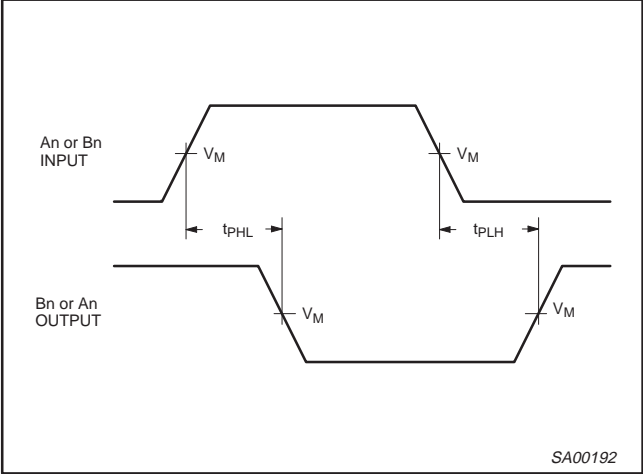 An or Bn
INPUT
VM
VM
tPHL
tPLH
Bn or An
OUTPUT
VM
VM
SA00192